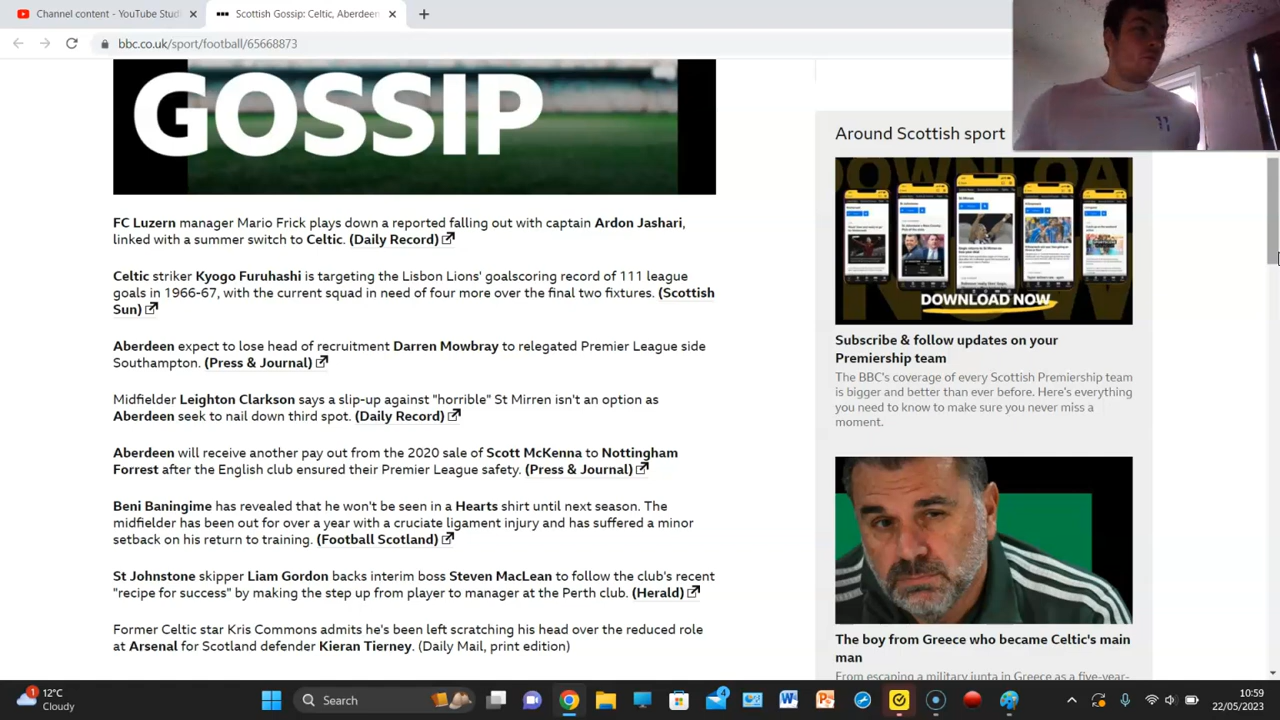 Channel content - YouTube Studi
Scottish Gossip: Celtic, Aberdeen
bbc.co.uk/sport/football/65668873
GOSSIP
FC Luzern manager Mario Frick plays down a reported falling out with captain Ardon Jashari,
linked with a summer switch to Celtic. (Daily Record)
Celtic striker Kyogo Furuhashi is targeting the Lisbon Lions' goalscoring record of 111 league
goals in 1966-67, with the current squad in need of four more over the final two fixtures. (Scottish
Sun)
Aberdeen expect to lose head of recruitment Darren Mowbray to relegated Premier League side
Southampton. (Press & Journal)
Midfielder Leighton Clarkson says a slip-up against "horrible" St Mirren isn't an option as
Aberdeen seek to nail down third spot. (Daily Record)
Aberdeen will receive another pay out from the 2020 sale of Scott McKenna to Nottingham
Forrest after the English club ensured their Premier League safety. (Press & Journal)
Beni Baningime has revealed that he won't be seen in a Hearts shirt until next season. The
midfielder has been out for over a year with a cruciate ligament injury and has suffered a minor
setback on his return to training. (Football Scotland)
St Johnstone skipper Liam Gordon backs interim boss Steven MacLean to follow the club's recent
"recipe for success" by making the step up from player to manager at the Perth club. (Herald)
Former Celtic star Kris Commons admits he's been left scratching his head over the reduced role
at Arsenal for Scotland defender Kieran Tierney. (Daily Mail, print edition)
Around Scottish sport
DOWNLOAD NOW
Subscribe & follow updates on your
Premiership team
The BBC's coverage of every Scottish Premiership team
is bigger and better than ever before. Here's everything
you need to know to make sure you never miss a
moment.
The boy from Greece who became Celtic's main
man
From escaping a military junta in Greece as a five-year-
1
12°C
Cloudy
Search
4
10:59
22/05/2023